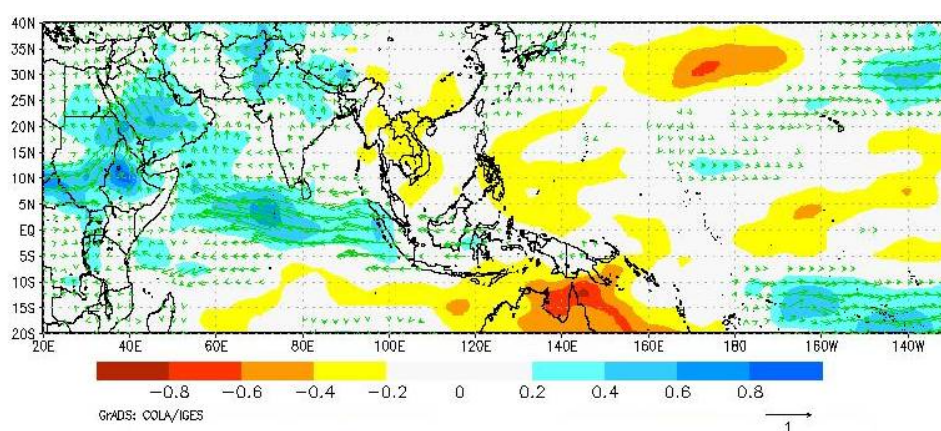 40N
35N
30N
25N
20N
15N
10N
5N
EQ
5S
10S
15S
20S
20E 40E 60E 80E 100E 120E 140E 160E 180 160W 140W
−0.8 −0.6 −0.4 −0.2 0 0.2 0.4 0.6 0.8
GrADS: COLA/IGES
1